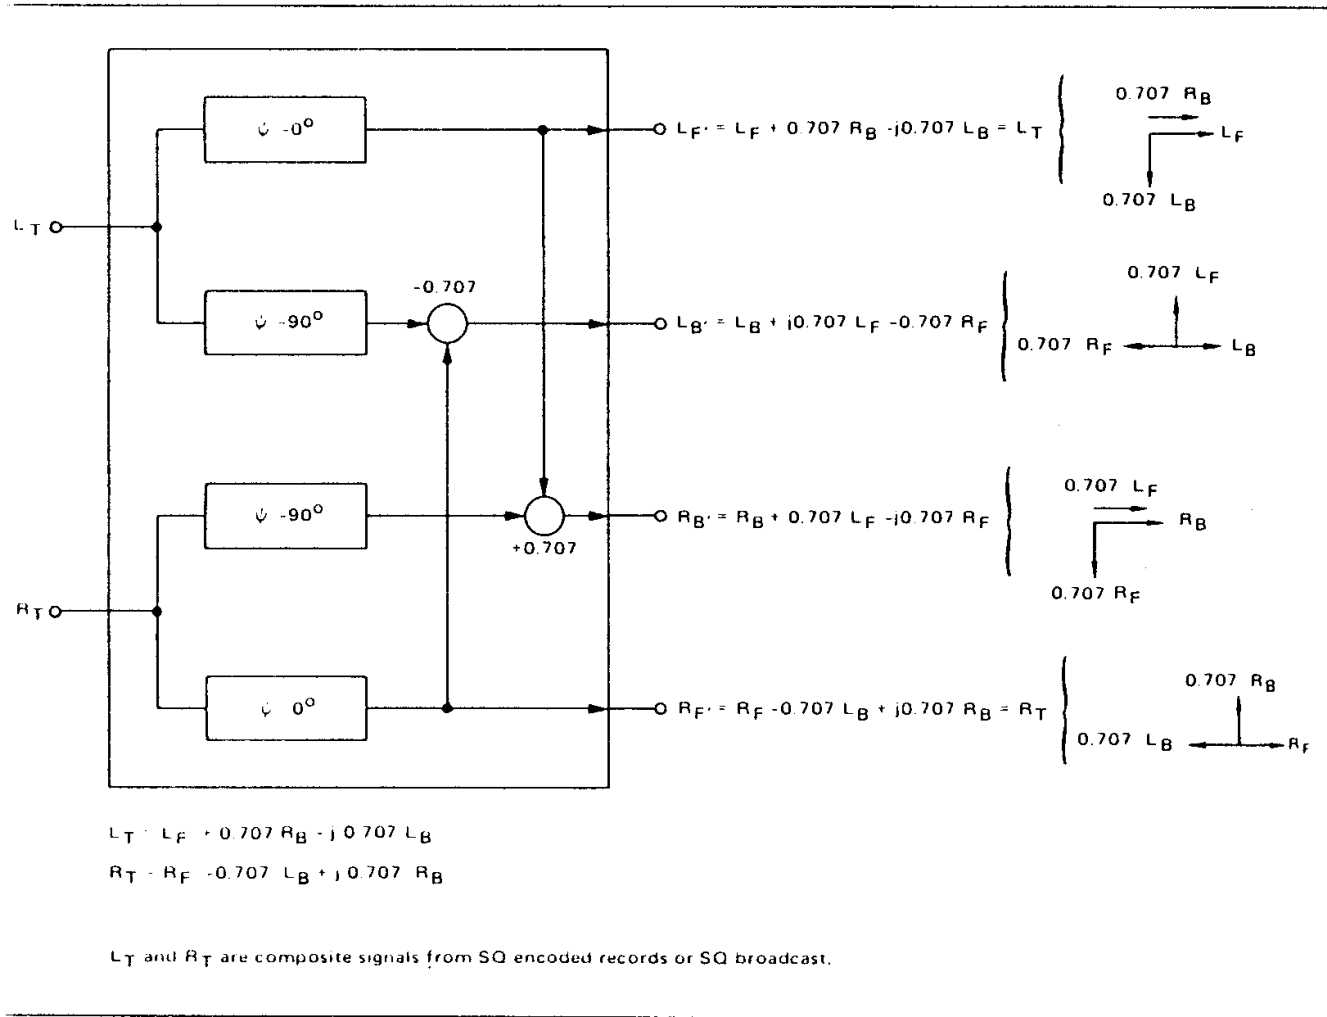 ψ -0°
L_F' = L_F + 0.707 R_B -j0.707 L_B = L_T
0.707 R_B
L_F
0.707 L_B
L_T
ψ -90°
-0.707
L_B' = L_B + j0.707 L_F -0.707 R_F
0.707 L_F
0.707 R_F
L_B
ψ -90°
+0.707
R_B' = R_B + 0.707 L_F -j0.707 R_F
0.707 L_F
R_B
0.707 R_F
R_T
ψ 0°
R_F' = R_F -0.707 L_B + j0.707 R_B = R_T
0.707 R_B
0.707 L_B
R_F
L_T - L_F + 0.707 R_B - j 0.707 L_B
R_T - R_F -0.707 L_B + j 0.707 R_B
L_T and R_T are composite signals from SQ encoded records or SQ broadcast.